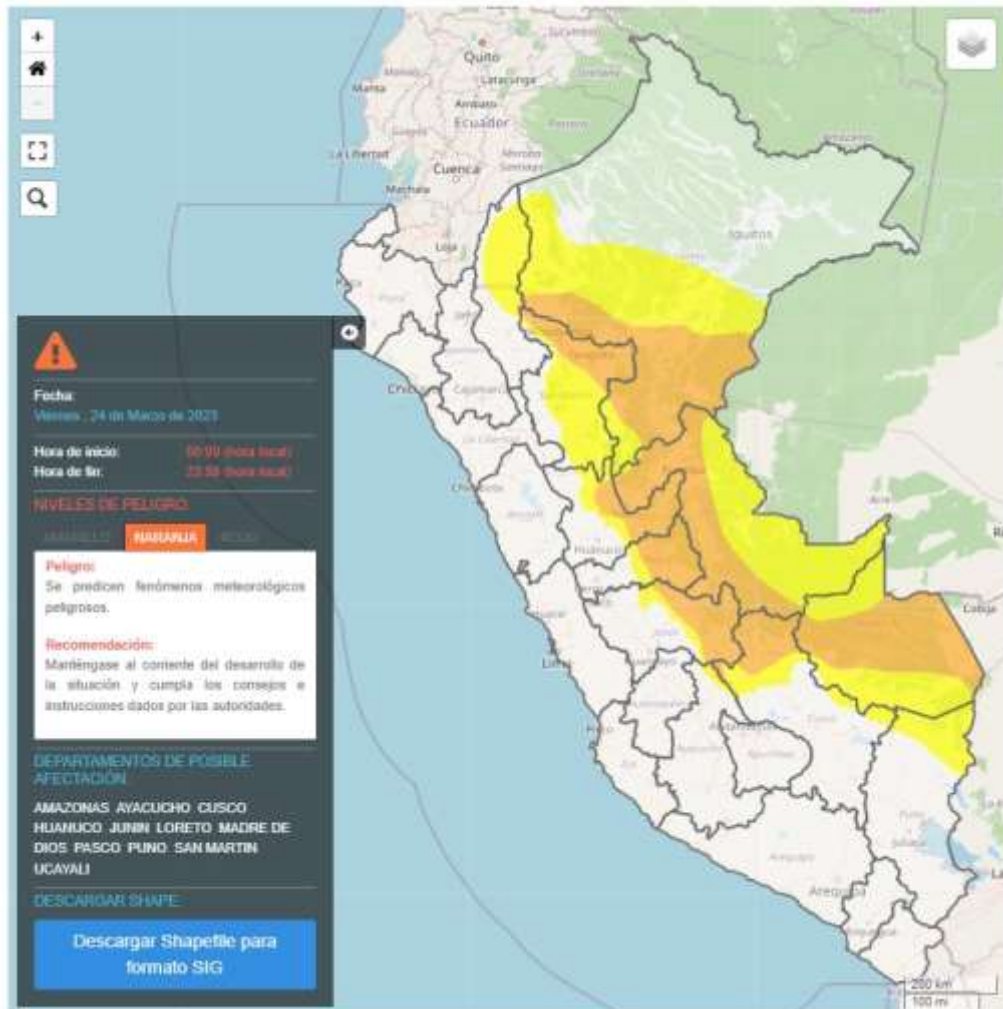 +
Quito
Manta
Latacunga
Ambato
Ecuador
La Libertad
Morona
Santiago
Cuenca
Machala
Loja
Iquitos
Fecha:
Viernes , 24 de Marzo de 2023
Hora de inicio: 00:00 (hora local)
Hora de fin: 23:59 (hora local)
NIVELES DE PELIGRO:
AMARILLO NARANJA ROJO
Peligro:
Se predicen fenómenos meteorológicos
peligrosos.
Recomendación:
Manténgase al corriente del desarrollo de
la situación y cumpla los consejos e
instrucciones dados por las autoridades.
DEPARTAMENTOS DE POSIBLE
AFECTACIÓN:
AMAZONAS AYACUCHO CUSCO
HUANUCO JUNIN LORETO MADRE DE
DIOS PASCO PUNO SAN MARTIN
UCAYALI
DESCARGAR SHAPE:
Descargar Shapefile para
formato SIG
Cajamarca
Huánuco
Cobija
Arequipa
200 km
100 mi